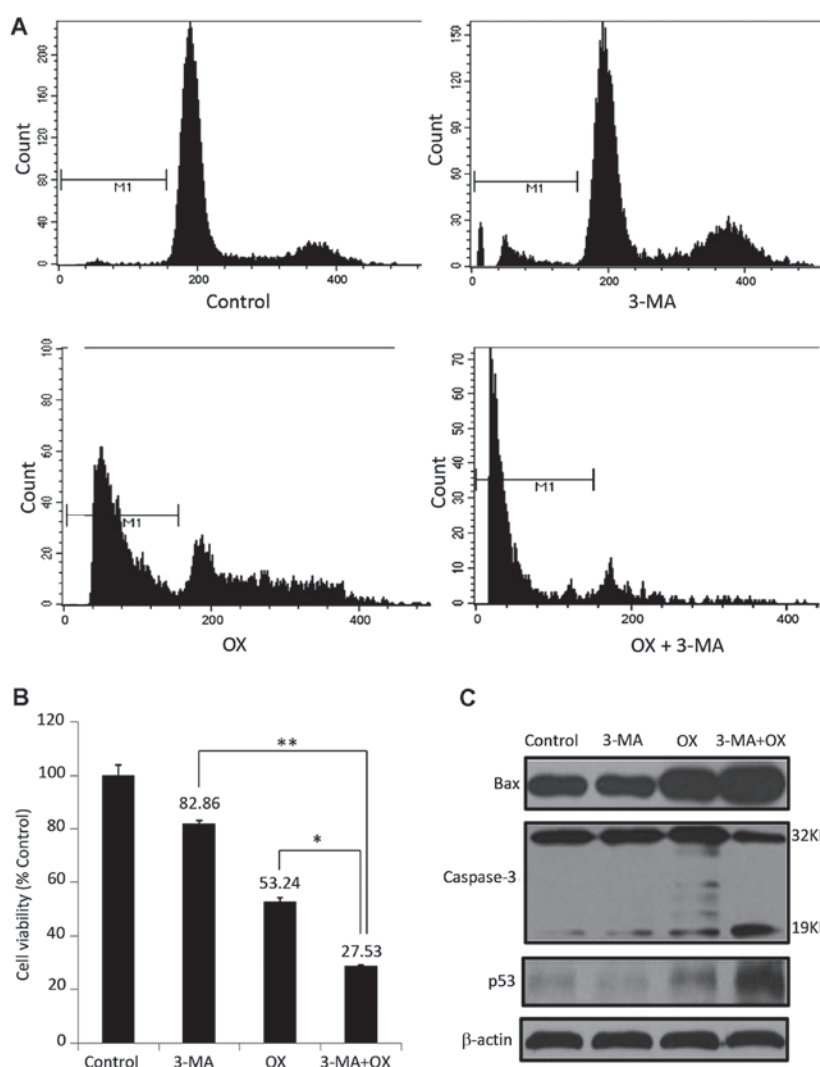 A
Count
220
160
120
80
40
0
M1
0 200 400
Control
Count
150
120
90
60
30
0
M1
0 200 400
3-MA
Count
100
80
60
40
20
0
M1
0 200 400
OX
Count
70
60
50
40
30
20
10
0
M1
0 200 400
OX + 3-MA
B
Cell viability (% Control)
120
100
80
60
40
20
0
**
*
82.86
53.24
27.53
Control 3-MA OX 3-MA+OX
C
Control 3-MA OX 3-MA+OX
Bax
Caspase-3
32K
19K
p53
β-actin